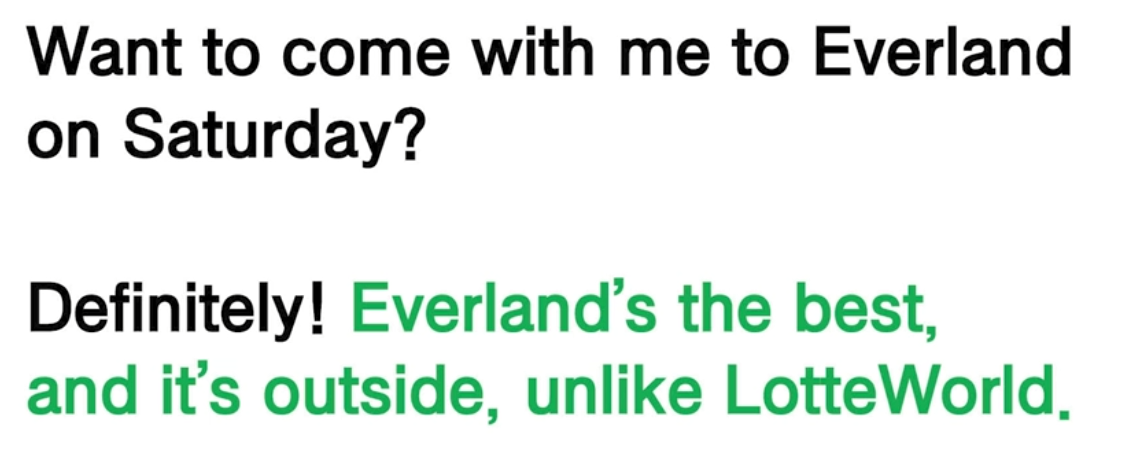 Want to come with me to Everland
on Saturday?
Definitely! Everland’s the best,
and it’s outside, unlike LotteWorld.